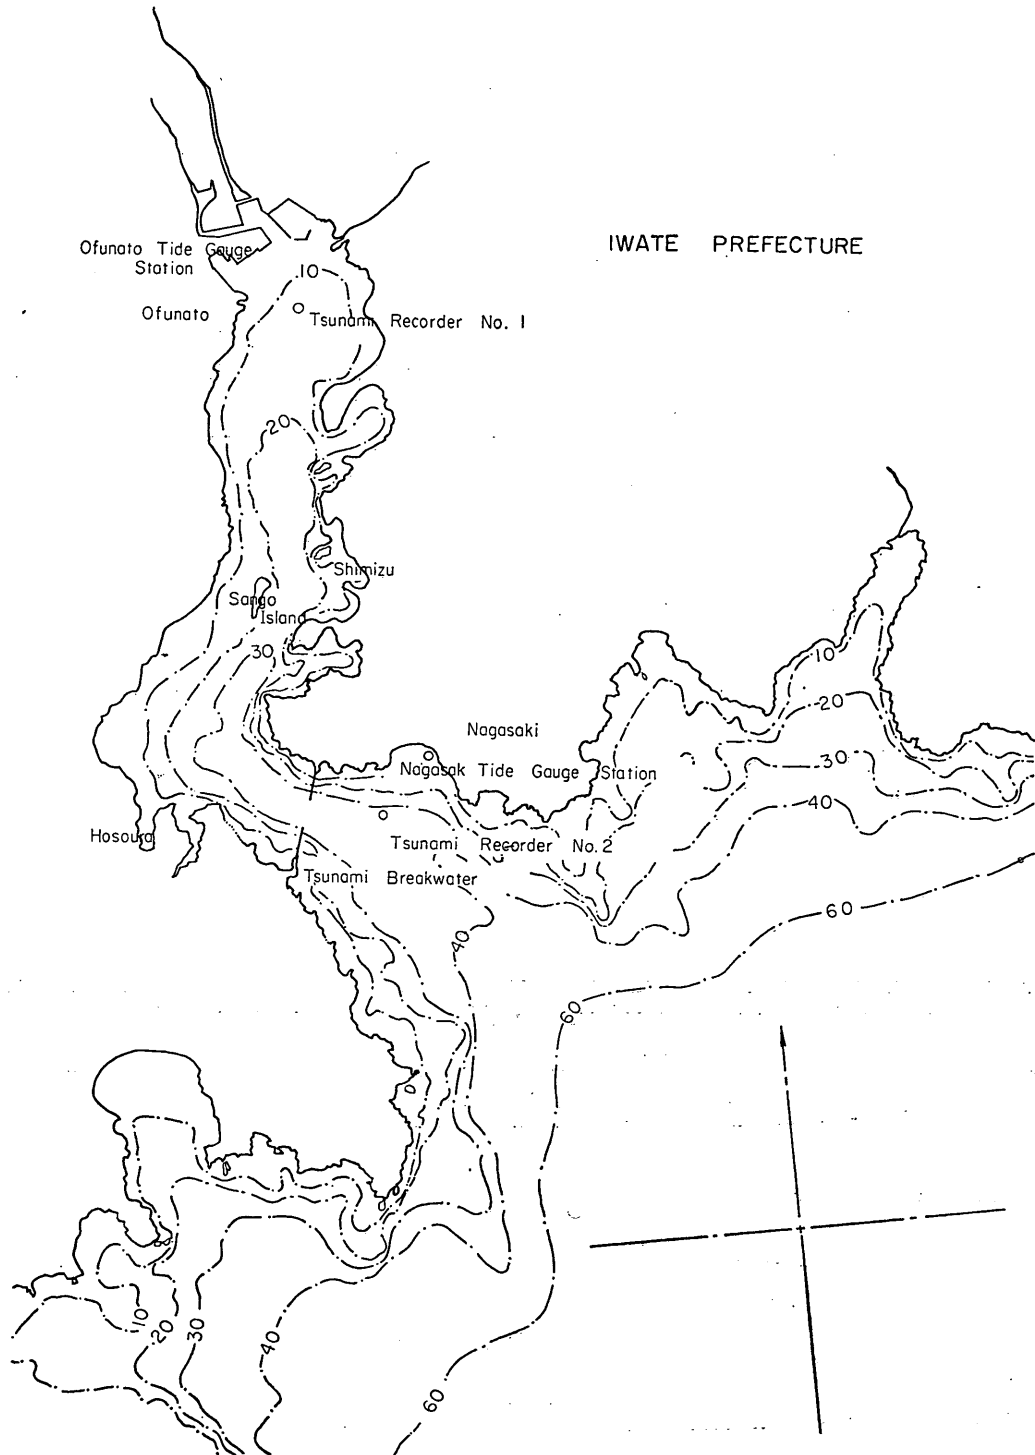 IWATE PREFECTURE
Ofunato Tide Gauge
Station
10
Ofunato
Tsunami Recorder No. 1
20
Shimizu
Sango
Island
30
10
20
Nagasaki
30
Nagasak Tide Gauge Station
40
Hosoura
Tsunami Recorder No. 2
Tsunami Breakwater
60
40
60
10
20
30
40
60